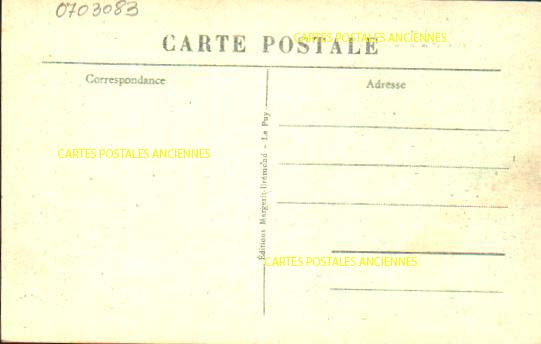 0703083
CARTE POSTALE
CARTES POSTALES ANCIENNES
Correspondance
Adresse
CARTES POSTALES ANCIENNES
Éditions Margerit-Brémond - Le Puy
CARTES POSTALES ANCIENNES